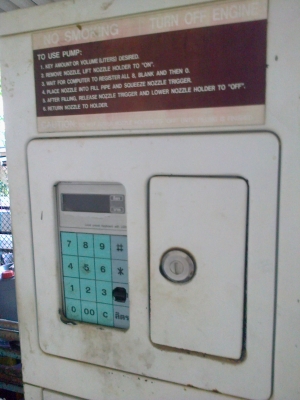 NO SMOKING TURN OFF ENGINE
TO USE PUMP:
1. KEY AMOUNT OR VOLUME (LITERS) DESIRED.
2. REMOVE NOZZLE, LIFT NOZZLE HOLDER TO "ON".
3. WAIT FOR COMPUTER TO REGISTER ALL 8, BLANK AND THEN 0.
4. PLACE NOZZLE INTO FILL PIPE AND SQUEEZE NOZZLE TRIGGER.
5. AFTER FILLING, RELEASE NOZZLE TRIGGER AND LOWER NOZZLE HOLDER TO "OFF".
6. RETURN NOZZLE TO HOLDER.
7 8 9
4 5 6
1 2 3
0 00 C ลิตร